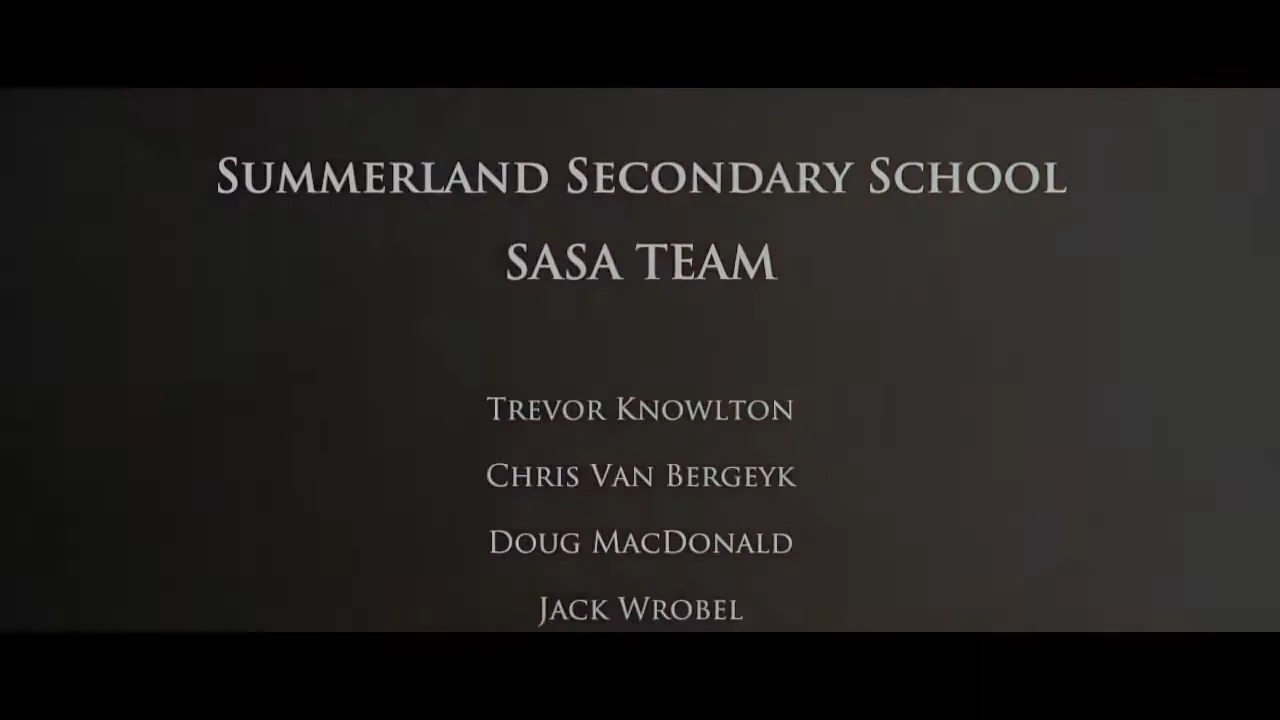 Summerland Secondary School
SASA TEAM
Trevor Knowlton
Chris Van Bergeyk
Doug MacDonald
Jack Wrobel